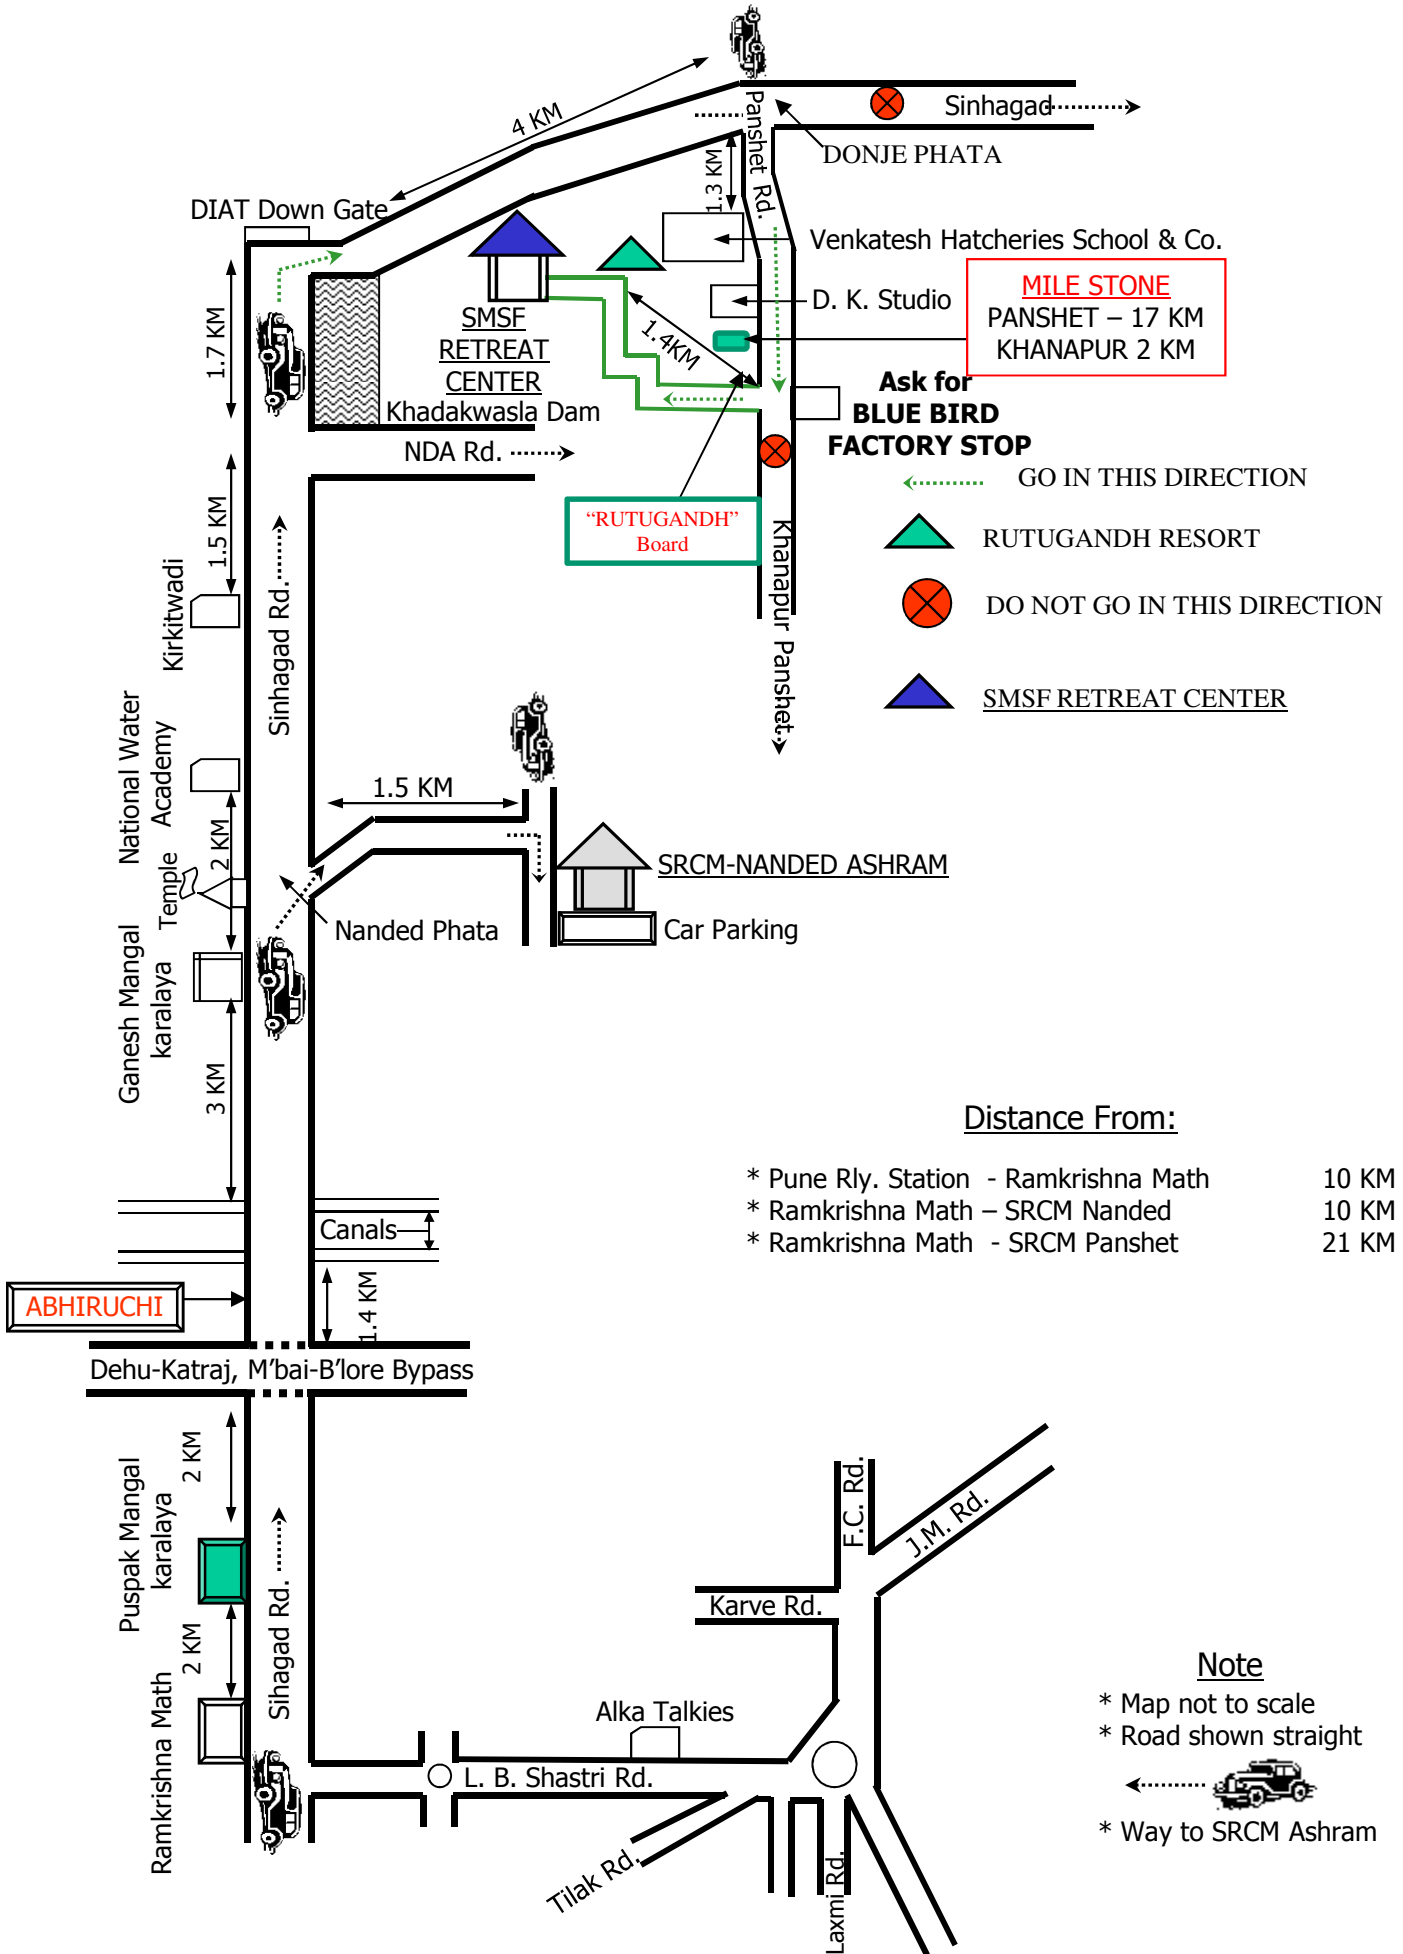 4 KM
Panshet Rd.
Sinhagad
DONJE PHATA
1.3 KM
DIAT Down Gate
Venkatesh Hatcheries School & Co.
MILE STONE
PANSHET – 17 KM
KHANAPUR 2 KM
D. K. Studio
1.7 KM
SMSF
RETREAT
CENTER
1.4KM
Khadakwasla Dam
Ask for
BLUE BIRD
FACTORY STOP
NDA Rd.
GO IN THIS DIRECTION
1.5 KM
“RUTUGANDH”
Board
RUTUGANDH RESORT
Khanapur Panshet
DO NOT GO IN THIS DIRECTION
Kirkitwadi
Sinhagad Rd.
SMSF RETREAT CENTER
National Water
Academy
1.5 KM
2 KM
Temple
SRCM-NANDED ASHRAM
Nanded Phata
Car Parking
Ganesh Mangal
karalaya
3 KM
Distance From:
* Pune Rly. Station - Ramkrishna Math 10 KM
* Ramkrishna Math – SRCM Nanded 10 KM
* Ramkrishna Math - SRCM Panshet 21 KM
Canals
ABHIRUCHI
1.4 KM
Dehu-Katraj, M’bai-B’lore Bypass
2 KM
Puspak Mangal
karalaya
F.C. Rd.
J.M. Rd.
Karve Rd.
2 KM
Sihagad Rd.
Ramkrishna Math
Note
* Map not to scale
* Road shown straight
* Way to SRCM Ashram
Alka Talkies
L. B. Shastri Rd.
Tilak Rd.
Laxmi Rd.